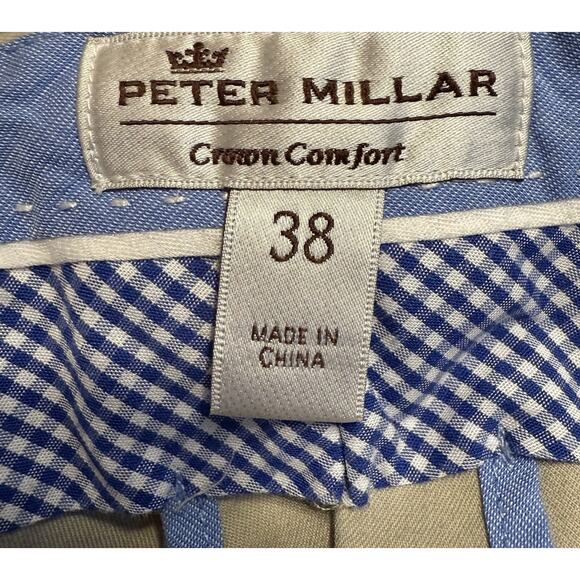 PETER MILLAR
Crown Comfort
38
MADE IN
CHINA